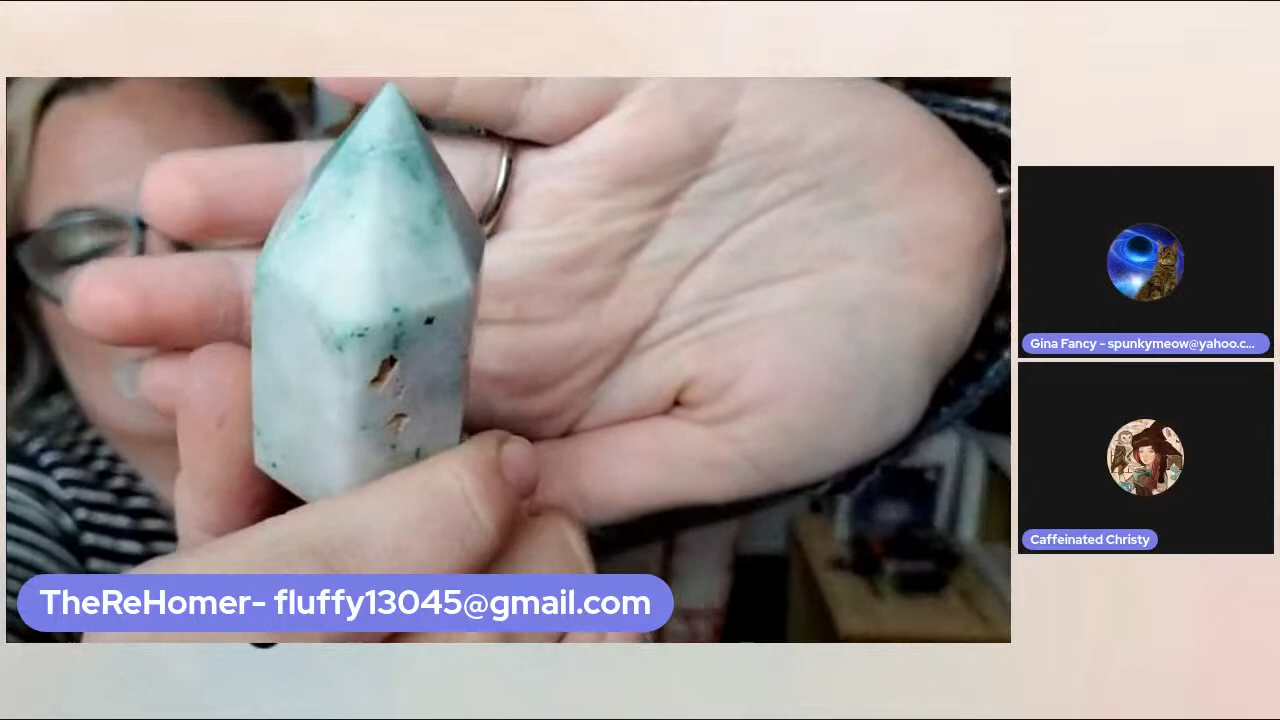 TheReHomer- fluffy13045@gmail.com
Gina Fancy - spunkymeow@yahoo.c...
Caffeinated Christy